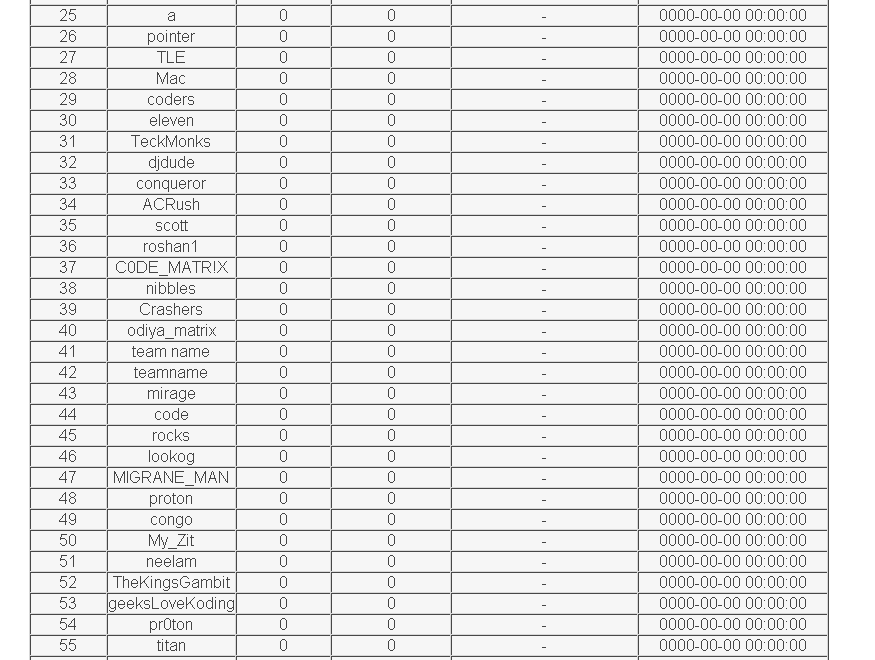 25 a 0 0 - 0000-00-00 00:00:00
26 pointer 0 0 - 0000-00-00 00:00:00
27 TLE 0 0 - 0000-00-00 00:00:00
28 Mac 0 0 - 0000-00-00 00:00:00
29 coders 0 0 - 0000-00-00 00:00:00
30 eleven 0 0 - 0000-00-00 00:00:00
31 TeckMonks 0 0 - 0000-00-00 00:00:00
32 djdude 0 0 - 0000-00-00 00:00:00
33 conqueror 0 0 - 0000-00-00 00:00:00
34 ACRush 0 0 - 0000-00-00 00:00:00
35 scott 0 0 - 0000-00-00 00:00:00
36 roshan1 0 0 - 0000-00-00 00:00:00
37 C0DE_MATR!X 0 0 - 0000-00-00 00:00:00
38 nibbles 0 0 - 0000-00-00 00:00:00
39 Crashers 0 0 - 0000-00-00 00:00:00
40 odiya_matrix 0 0 - 0000-00-00 00:00:00
41 team name 0 0 - 0000-00-00 00:00:00
42 teamname 0 0 - 0000-00-00 00:00:00
43 mirage 0 0 - 0000-00-00 00:00:00
44 code 0 0 - 0000-00-00 00:00:00
45 rocks 0 0 - 0000-00-00 00:00:00
46 lookog 0 0 - 0000-00-00 00:00:00
47 MIGRANE_MAN 0 0 - 0000-00-00 00:00:00
48 proton 0 0 - 0000-00-00 00:00:00
49 congo 0 0 - 0000-00-00 00:00:00
50 My_Zit 0 0 - 0000-00-00 00:00:00
51 neelam 0 0 - 0000-00-00 00:00:00
52 TheKingsGambit 0 0 - 0000-00-00 00:00:00
53 geeksLoveKoding 0 0 - 0000-00-00 00:00:00
54 pr0ton 0 0 - 0000-00-00 00:00:00
55 titan 0 0 - 0000-00-00 00:00:00